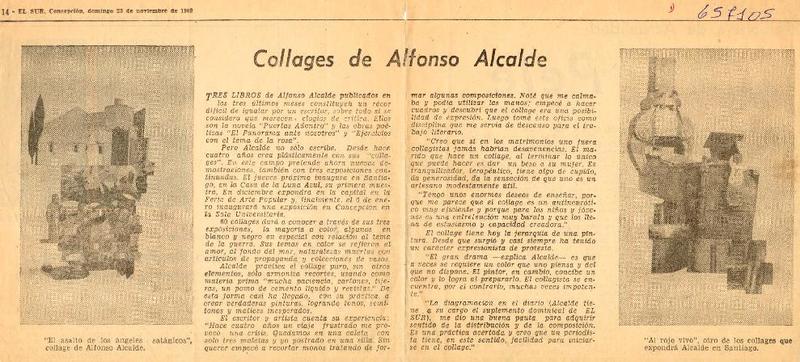 14 - EL SUR, Concepción, domingo 23 de noviembre de 1969
657105
Collages de Alfonso Alcalde
TRES LIBROS de Alfonso Alcalde publicados en
los tres últimos meses constituyen un récor
difícil de igualar por un escritor, sobre todo si se
considera que merecen elogios de crítica. Ellos
son la novela "Puertas Adentro" y las obras poé-
ticas "El Panorama ante nosotros" y "Ejercicios
con el tema de la rosa".
Pero Alcalde no sólo escribe. Desde hace
cuatro años crea plásticamente con sus "colla-
ges". En este campo pretende ahora nuevas de-
mostraciones, también con tres exposiciones con-
tinuadas. El jueves próximo inaugura en Santia-
go, en la Casa de la Luna Azul, su primera mues-
tra. En diciembre expondrá en la capital en la
Feria de Arte Popular y, finalmente, el 6 de ene-
ro inaugurará una exposición en Concepción en
la Sala Universitaria.
60 collages dará a conocer a través de sus tres
exposiciones, la mayoría a color, algunos en
blanco y negro en especial con relación al tema
de la guerra. Sus temas en color se refieren al
amor, al fondo del mar, naturalezas muertas con
artículos de propaganda y colecciones de vasos.
Alcalde practica el collage puro, sin otros
elementos, sólo armoniza recortes, usando como
materia prima "mucha paciencia, cartones, tije-
ras, un pomo de cemento líquido y revistas." De
esta forma casi ha llegado, con su práctica, a
crear verdaderas pinturas, logrando tonos, semi-
tonos y matices inesperados.
El escritor y artista cuenta su experiencia:
"Hace cuatro años un viaje frustrado me pro-
vocó una crisis. Quedamos en la calle con
sólo tres maletas y yo postrado en una silla. Sin
querer empecé a recortar monos tratando de for-
mar algunas composiciones. Noté que me calma-
ba y podía utilizar las manos; empecé a hacer
cuadros y descubrí que el collage era una posibi-
lidad de expresión. Luego tomé este oficio como
disciplina que me servía de descanso para el tra-
bajo literario.
"Creo que si en los matrimonios uno fuera
collagista jamás habrían desavenencias. El ma-
rido que hace un collage, al terminar lo único
que puede hacer es dar un beso a su mujer. Es
tranquilizador, terapéutico, tiene algo de cupido,
da generosidad, da la sensación de que uno es un
artesano modestamente útil.
"Tengo unos enormes deseos de enseñar, por-
que me parece que el collage es un antineurótico
muy eficiente y porque para los niños y jóve-
nes es una entretención muy barata y que los lle-
na de entusiasmo y capacidad creadora."
El collage tiene hoy la jerarquía de una pin-
tura. Desde que surgió y casi siempre ha tenido
un carácter expresionista de protesta.
"El gran drama —explica Alcalde— es que
a veces se requiere un color que uno piensa y del
que no dispone. El pintor, en cambio, concibe un
color y lo logra al prepararlo. El collagista se en-
cuentra, por el contrario, muchas veces impoten-
te."
"La diagramación en el diario (Alcalde tie-
ne a su cargo el suplemento dominical de EL
SUR), me dio una buena pauta para adquirir
sentido de la distribución y de la composición.
Es una práctica acertada y creo que un periodis-
ta tiene, en este sentido, facilidad para iniciar-
se en el collage."
"El asalto de los ángeles satánicos",
collage de Alfonso Alcalde.
"Al rojo vivo", otro de los collages que
expondrá Alcalde en Santiago.